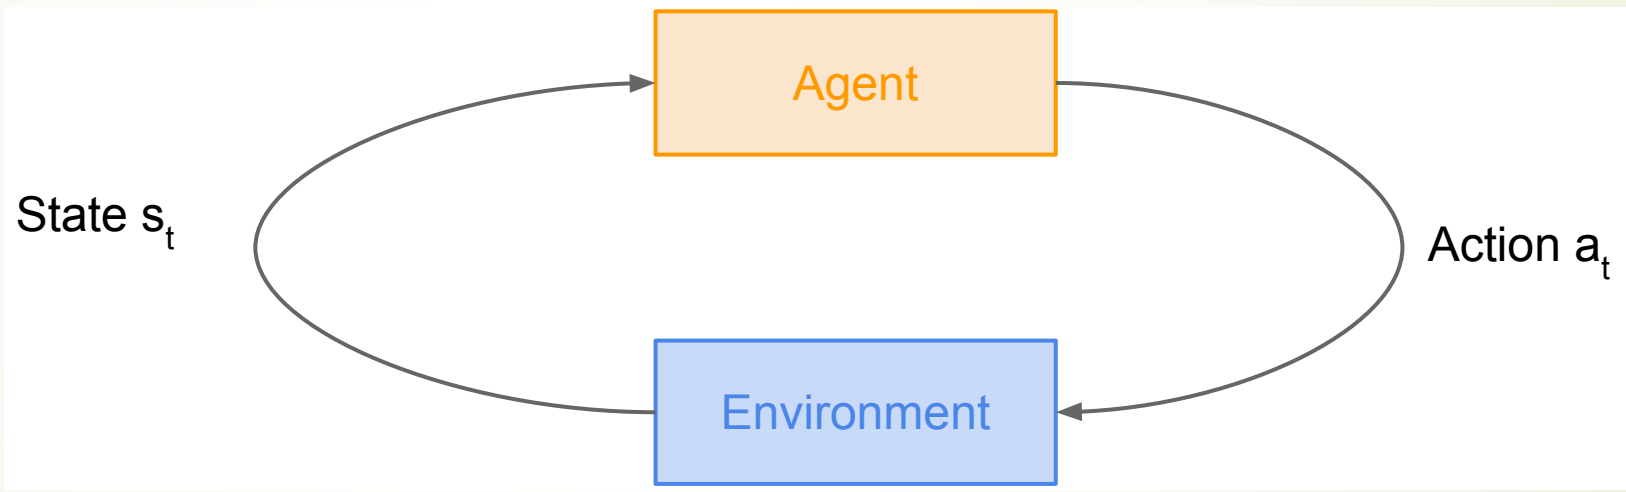 Agent
State sₜ
Action aₜ
Environment